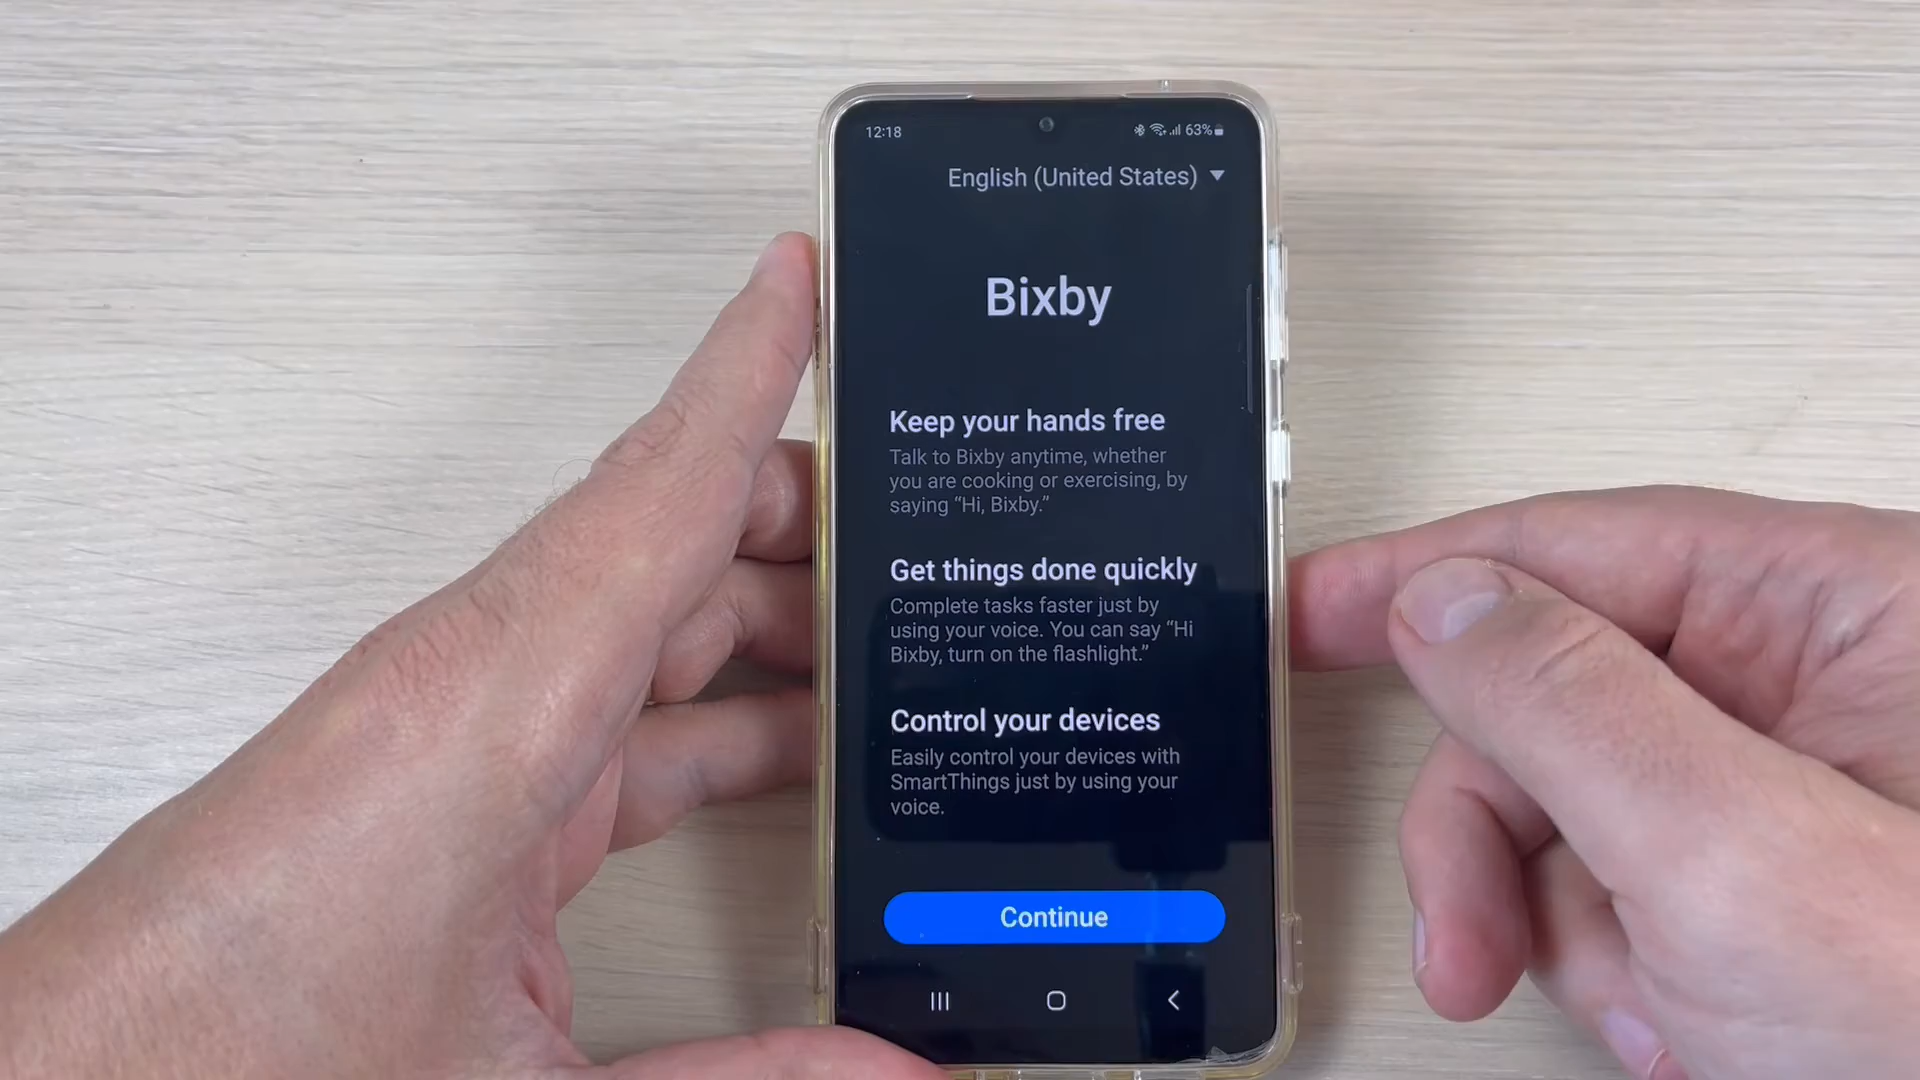 12:18
63%
English (United States)
Bixby
Keep your hands free
Talk to Bixby anytime, whether
you are cooking or exercising, by
saying “Hi, Bixby.”
Get things done quickly
Complete tasks faster just by
using your voice. You can say “Hi
Bixby, turn on the flashlight.”
Control your devices
Easily control your devices with
SmartThings just by using your
voice.
Continue